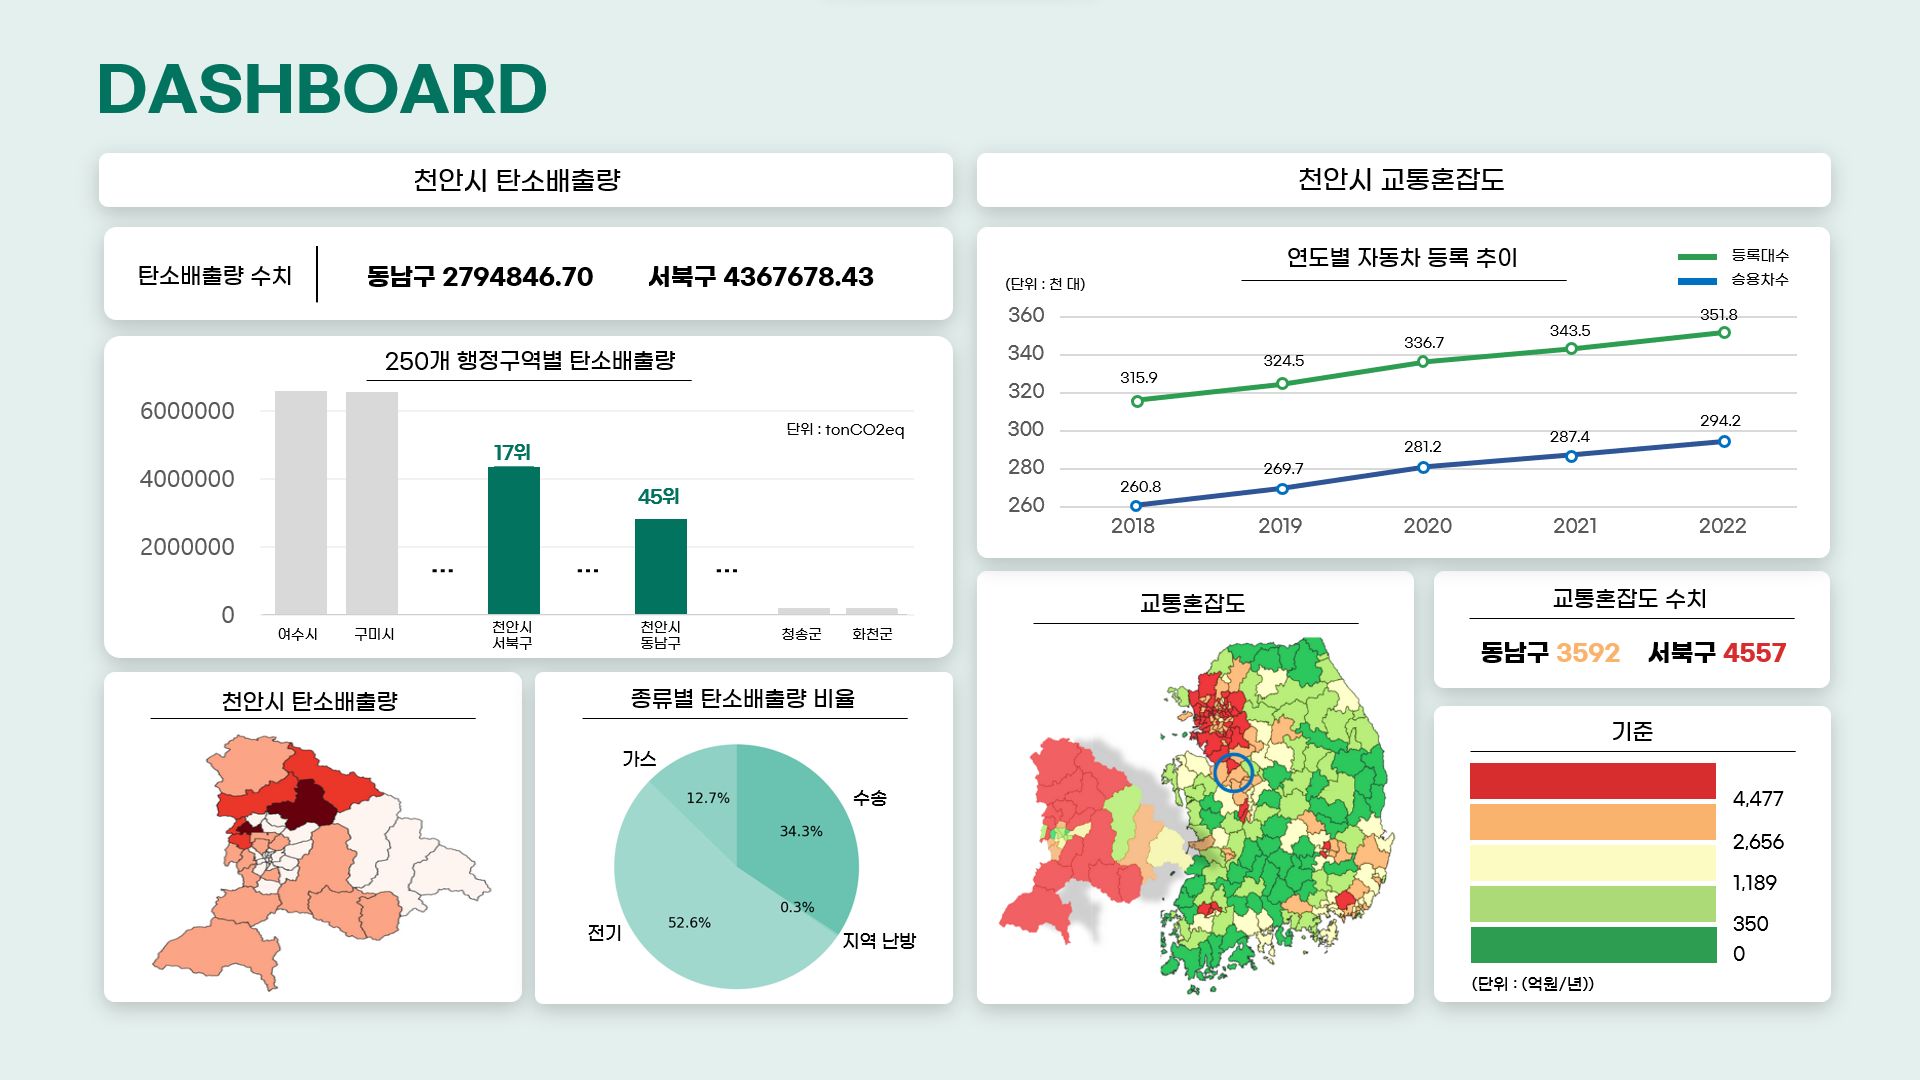 DASHBOARD
천안시 탄소배출량
탄소배출량 수치
동남구 2794846.70
서북구 4367678.43
250개 행정구역별 탄소배출량
단위 : tonCO2eq
6000000
4000000
2000000
0
17위
45위
...
...
...
여수시
구미시
천안시
서북구
천안시
동남구
청송군
화천군
천안시 탄소배출량
종류별 탄소배출량 비율
가스
12.7%
수송
34.3%
0.3%
지역 난방
52.6%
전기
천안시 교통혼잡도
연도별 자동차 등록 추이
등록대수
승용차수
(단위 : 천 대)
360
340
320
300
280
260
315.9
324.5
336.7
343.5
351.8
260.8
269.7
281.2
287.4
294.2
2018
2019
2020
2021
2022
교통혼잡도
교통혼잡도 수치
동남구 3592
서북구 4557
기준
4,477
2,656
1,189
350
0
(단위 : (억원/년))